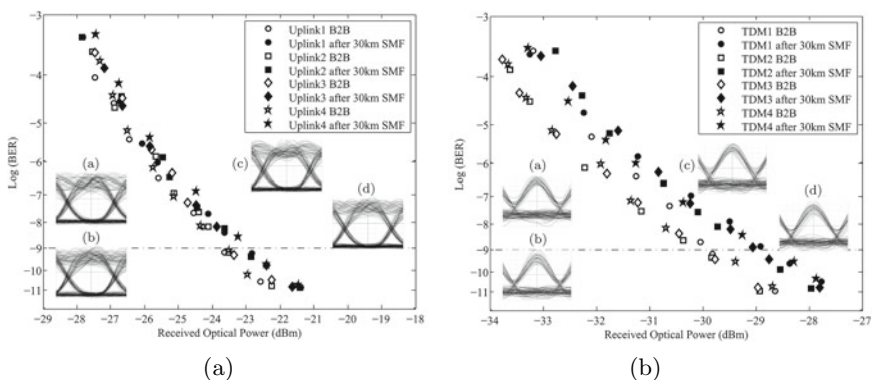 −3
−4
−5
−6
−7
−8
−9
−10
−11
Log (BER)
−29 −28 −27 −26 −25 −24 −23 −22 −21 −20 −19 −18
Received Optical Power (dBm)
Uplink1 B2B
Uplink1 after 30km SMF
Uplink2 B2B
Uplink2 after 30km SMF
Uplink3 B2B
Uplink3 after 30km SMF
Uplink4 B2B
Uplink4 after 30km SMF
(a)
(b)
(c)
(d)
(a)
−3
−4
−5
−6
−7
−8
−9
−10
−11
Log (BER)
−34 −33 −32 −31 −30 −29 −28 −27
Received Optical Power (dBm)
TDM1 B2B
TDM1 after 30km SMF
TDM2 B2B
TDM2 after 30km SMF
TDM3 B2B
TDM3 after 30km SMF
TDM4 B2B
TDM4 after 30km SMF
(a)
(b)
(c)
(d)
(b)